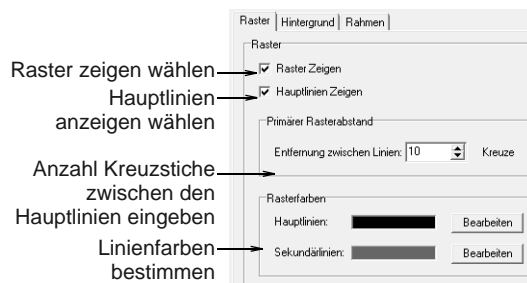 Raster Hintergrund Rahmen
Raster
Raster zeigen wählen
Raster Zeigen
Hauptlinien
anzeigen wählen
Hauptlinien Zeigen
Primärer Rasterabstand
Entfernung zwischen Linien: 10 Kreuze
Anzahl Kreuzstiche
zwischen den
Hauptlinien eingeben
Rasterfarben
Hauptlinien: Bearbeiten
Linienfarben
bestimmen
Sekundärlinien: Bearbeiten